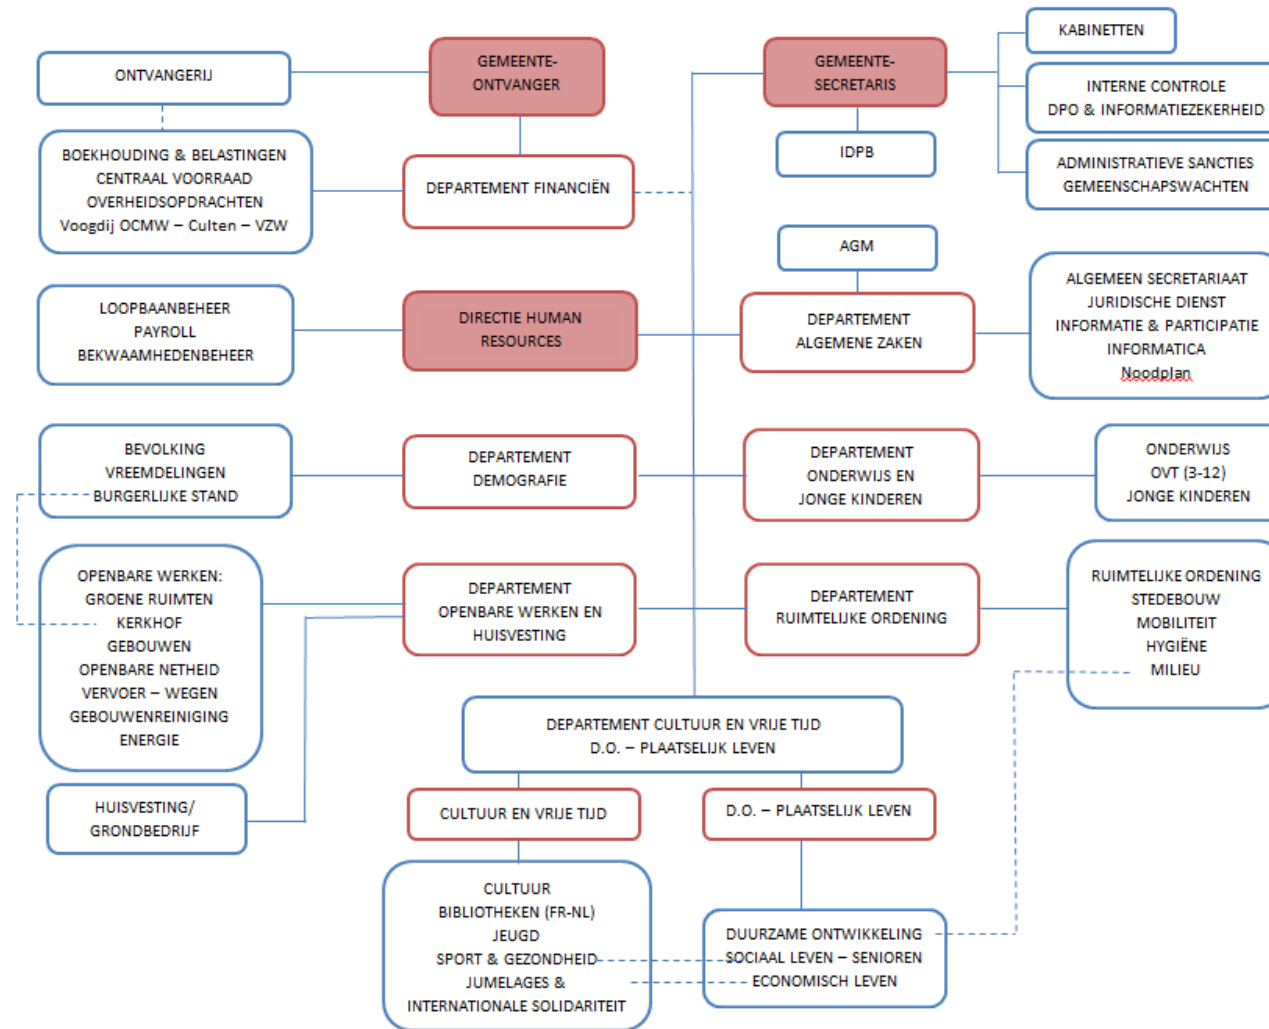 ONTVANGERIJ
GEMEENTE-
ONTVANGER
GEMEENTE-
SECRETARIS
KABINETTEN
INTERNE CONTROLE
DPO & INFORMATIEZEKERHEID
ADMINISTRATIEVE SANCTIES
GEMEENSCHAPSWACHTEN
IDPB
BOEKHOUDING & BELASTINGEN
CENTRAAL VOORRAAD
OVERHEIDSOPDRACHTEN
Voogdij OCMW – Culten – VZW
DEPARTEMENT FINANCIËN
AGM
LOOPBAANBEHEER
PAYROLL
BEKWAAMHEDENBEHEER
DIRECTIE HUMAN
RESOURCES
DEPARTEMENT
ALGEMENE ZAKEN
ALGEMEEN SECRETARIAAT
JURIDISCHE DIENST
INFORMATIE & PARTICIPATIE
INFORMATICA
Noodplan
BEVOLKING
VREEMDELINGEN
BURGERLIJKE STAND
DEPARTEMENT
DEMOGRAFIE
DEPARTEMENT
ONDERWIJS EN
JONGE KINDEREN
ONDERWIJS
OVT (3-12)
JONGE KINDEREN
OPENBARE WERKEN:
GROENE RUIMTEN
KERKHOF
GEBOUWEN
OPENBARE NETHEID
VERVOER – WEGEN
GEBOUWENREINIGING
ENERGIE
DEPARTEMENT
OPENBARE WERKEN EN
HUISVESTING
DEPARTEMENT
RUIMTELIJKE ORDENING
RUIMTELIJKE ORDENING
STEDEBOUW
MOBILITEIT
HYGIËNE
MILIEU
DEPARTEMENT CULTUUR EN VRIJE TIJD
D.O. – PLAATSELIJK LEVEN
HUISVESTING/
GRONDBEDRIJF
CULTUUR EN VRIJE TIJD
D.O. – PLAATSELIJK LEVEN
CULTUUR
BIBLIOTHEKEN (FR-NL)
JEUGD
SPORT & GEZONDHEID
JUMELAGES &
INTERNATIONALE SOLIDARITEIT
DUURZAME ONTWIKKELING
SOCIAAL LEVEN – SENIOREN
ECONOMISCH LEVEN